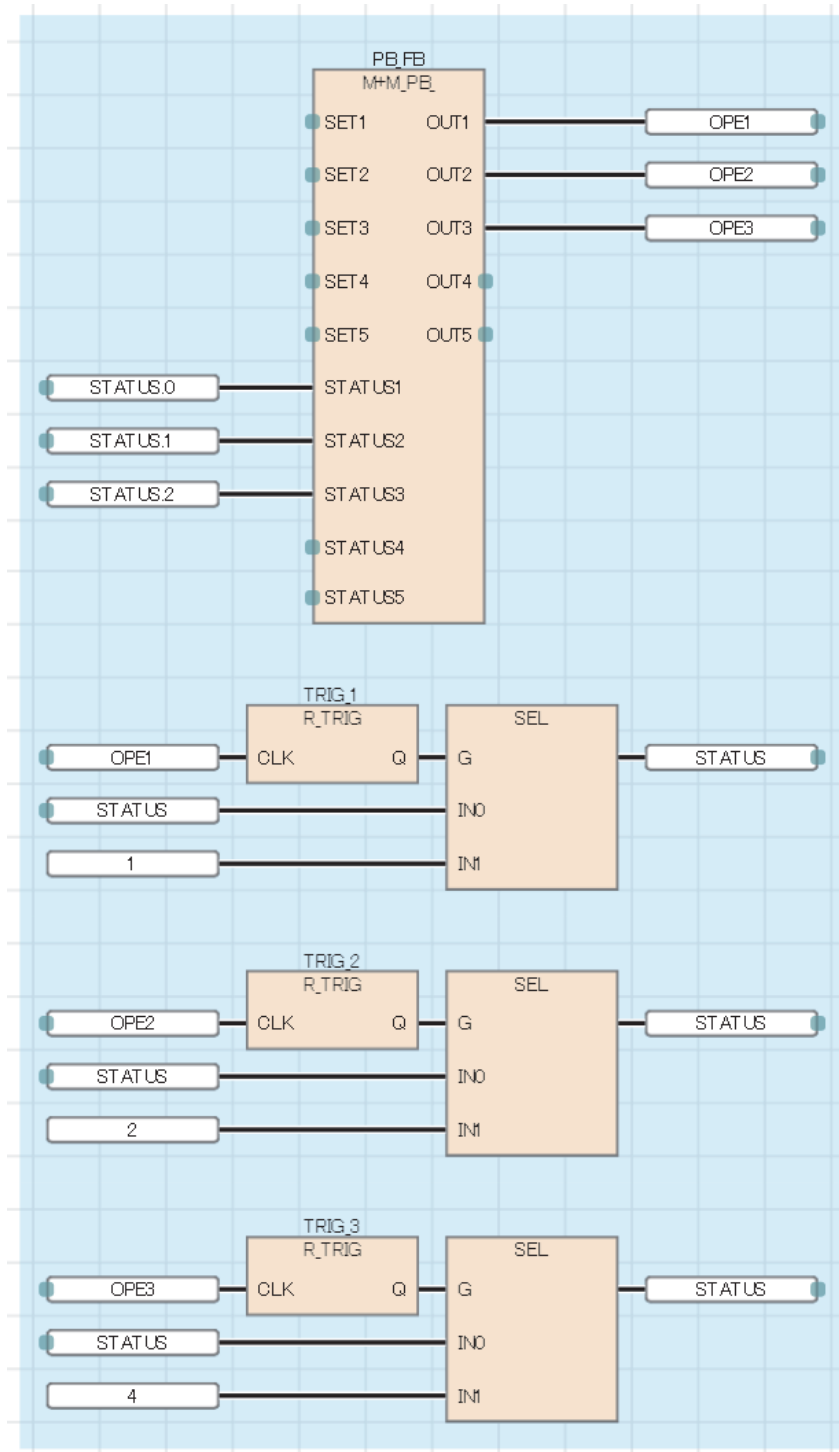 PB_FB
M+M_PB_
SET1 OUT1 OPE1
SET2 OUT2 OPE2
SET3 OUT3 OPE3
SET4 OUT4
SET5 OUT5
STATUS.0 STATUS1
STATUS.1 STATUS2
STATUS.2 STATUS3
STATUS4
STATUS5
TRIG_1
R_TRIG SEL
OPE1 CLK Q G STATUS
STATUS IN0
1 IN1
TRIG_2
R_TRIG SEL
OPE2 CLK Q G STATUS
STATUS IN0
2 IN1
TRIG_3
R_TRIG SEL
OPE3 CLK Q G STATUS
STATUS IN0
4 IN1